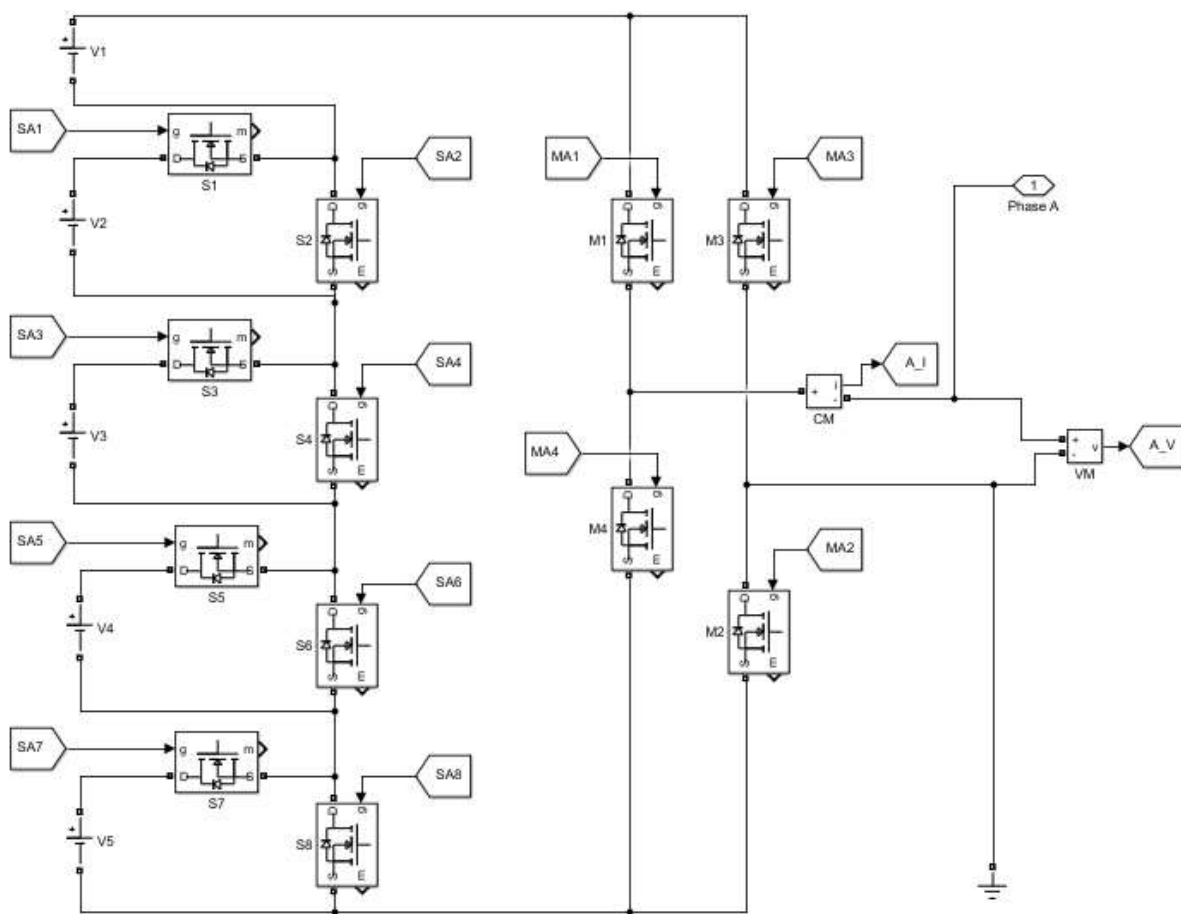 V1
SA1
g
m
D
S
S1
SA2
D
g
S2
S
m
V2
MA1
D
g
M1
S
m
MA3
D
g
M3
S
m
1
Phase A
SA3
g
m
D
S
S3
SA4
D
g
S4
S
m
V3
+
i
-
CM
A_I
+
v
-
VM
A_V
MA4
D
g
M4
S
m
SA5
g
m
D
S
S5
SA6
D
g
S6
S
m
V4
MA2
D
g
M2
S
m
SA7
g
m
D
S
S7
SA8
D
g
S8
S
m
V5